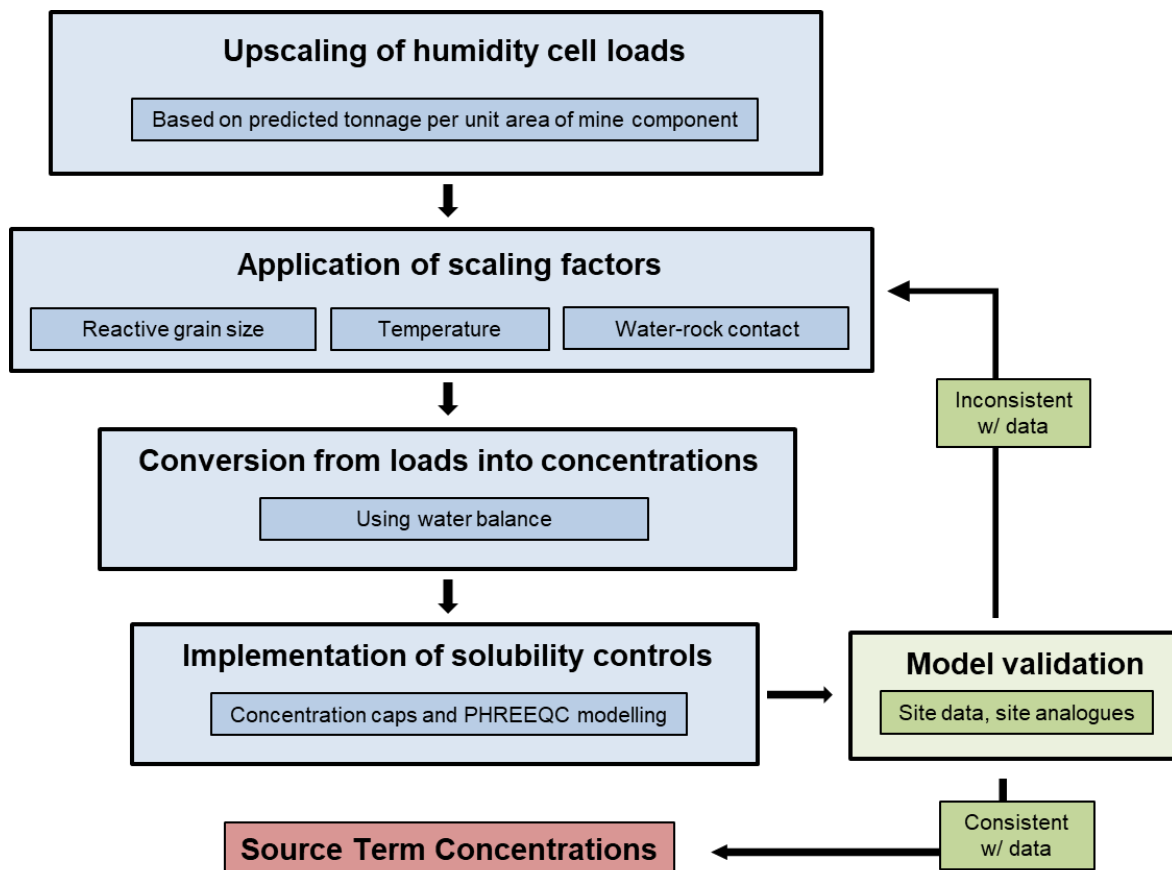 Upscaling of humidity cell loads
Based on predicted tonnage per unit area of mine component
Application of scaling factors
Reactive grain size
Temperature
Water-rock contact
Inconsistent
w/ data
Conversion from loads into concentrations
Using water balance
Implementation of solubility controls
Concentration caps and PHREEQC modelling
Model validation
Site data, site analogues
Consistent
w/ data
Source Term Concentrations